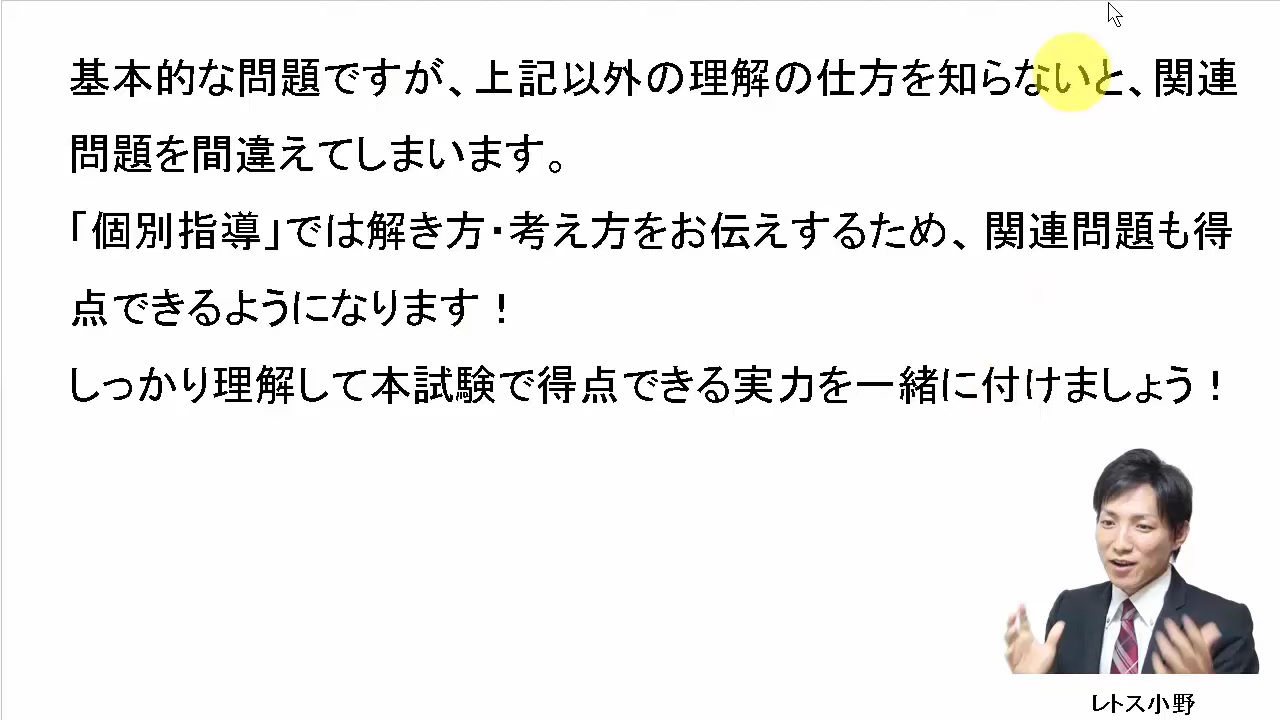 基本的な問題ですが、上記以外の理解の仕方を知らないと、関連
問題を間違えてしまいます。
「個別指導」では解き方・考え方をお伝えするため、関連問題も得
点できるようになります！
しっかり理解して本試験で得点できる実力を一緒に付けましょう！
レトス小野